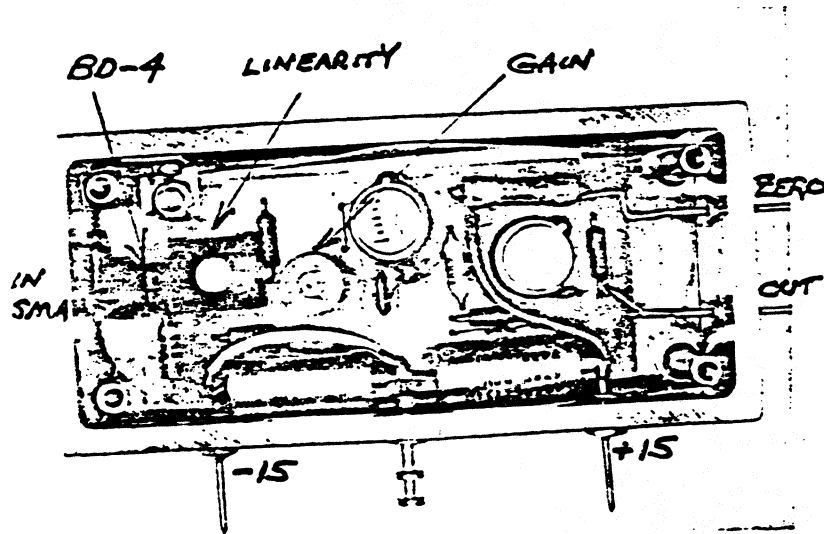 BD-4
LINEARITY
GAIN
ZERO
IN
SMA
OUT
-15
+15